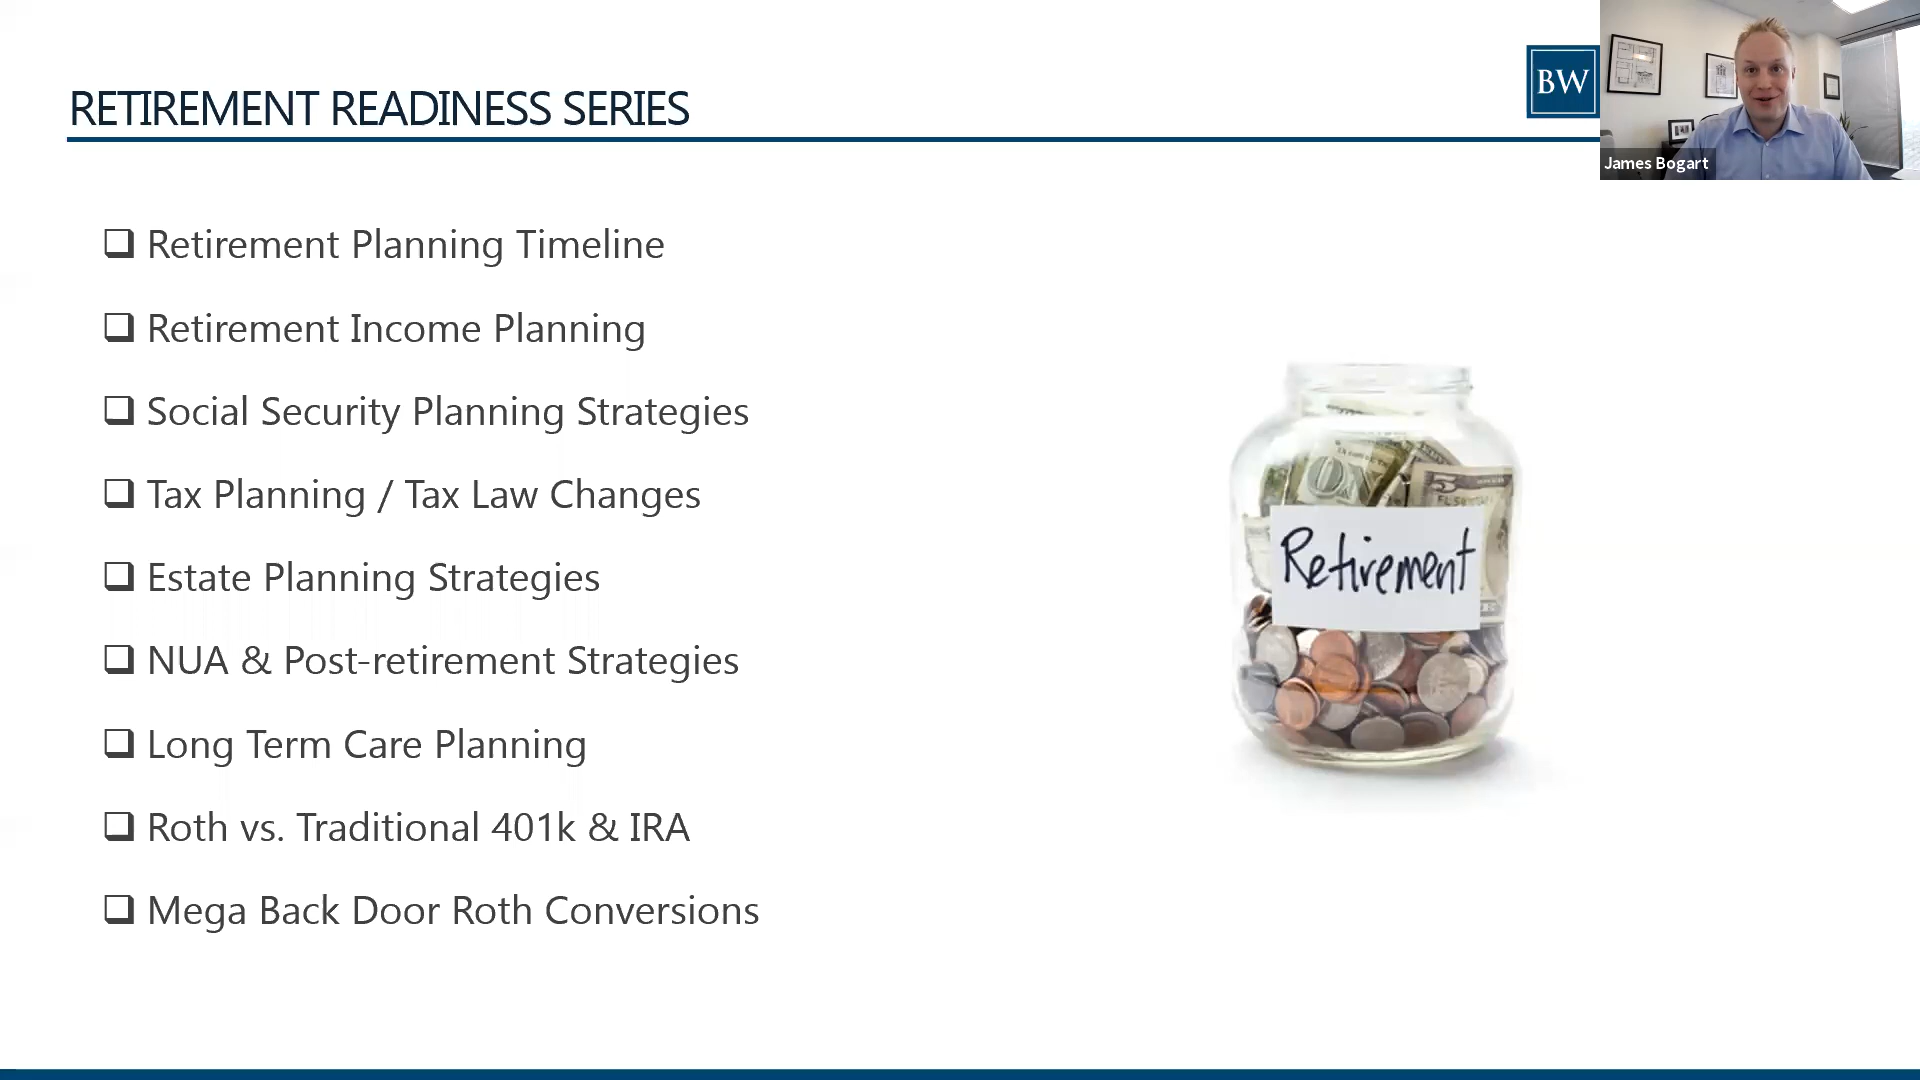 RETIREMENT READINESS SERIES
BW
James Bogart
Retirement Planning Timeline
Retirement Income Planning
Social Security Planning Strategies
Tax Planning / Tax Law Changes
Estate Planning Strategies
NUA & Post-retirement Strategies
Long Term Care Planning
Roth vs. Traditional 401k & IRA
Mega Back Door Roth Conversions
5
Retirement